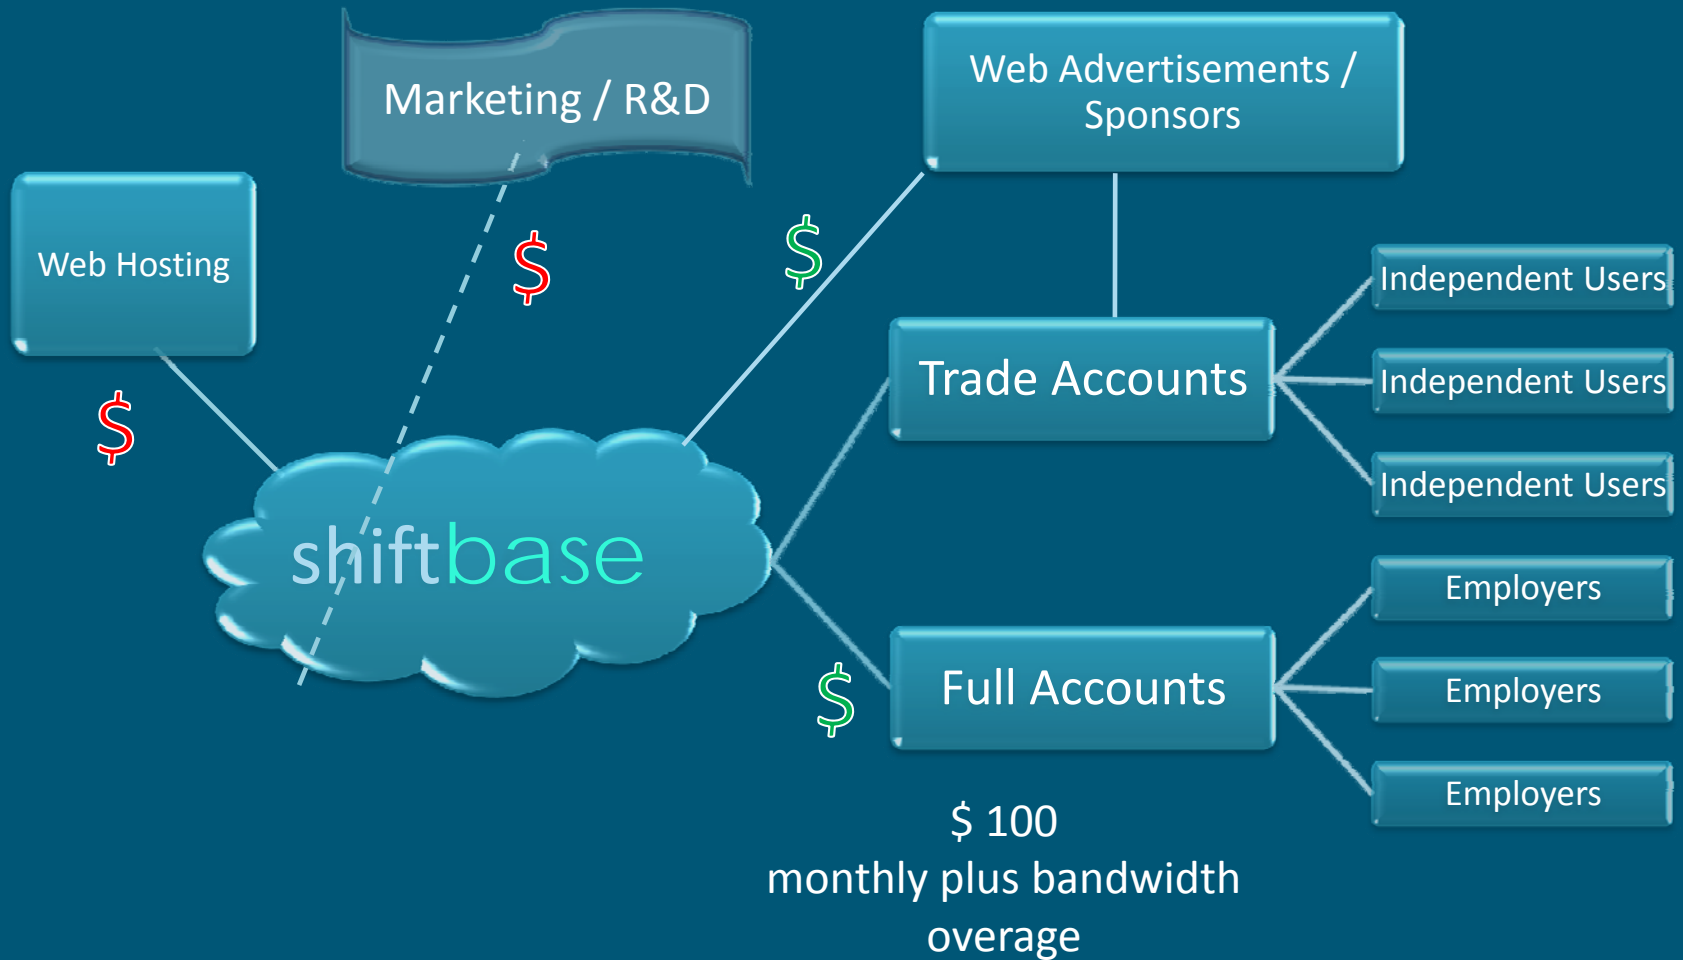 Marketing / R&D
Web Advertisements /
Sponsors
Web Hosting
$
$
$
Independent Users
Trade Accounts
Independent Users
Independent Users
shiftbase
Employers
Full Accounts
Employers
$
Employers
$ 100
monthly plus bandwidth
overage